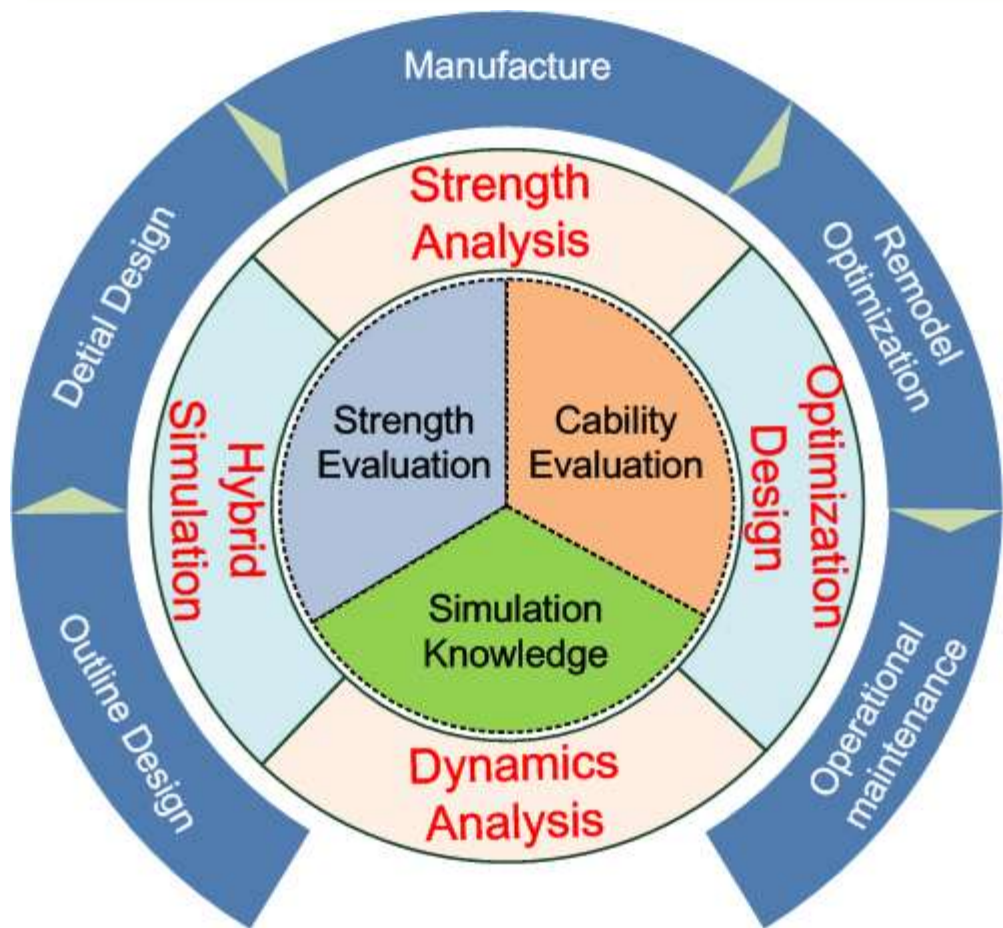 Manufacture
Detial Design
Remodel
Optimization
Outline Design
Operational
maintenance
Strength
Analysis
Hybrid
Simulation
Optimization
Design
Dynamics
Analysis
Strength
Evaluation
Cability
Evaluation
Simulation
Knowledge